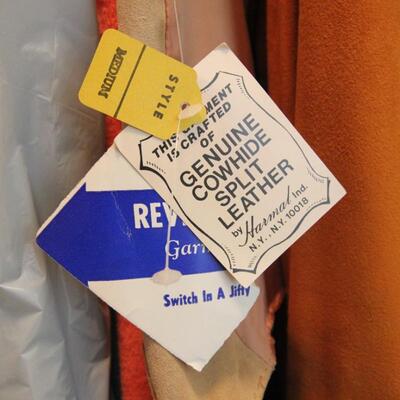 STYLE
MEDIUM
THIS GARMENT
IS CRAFTED
OF
GENUINE
COWHIDE
SPLIT
LEATHER
by Harmal Ind.
N.Y., N.Y. 10018
REV
Gar
Switch In A Jiffy